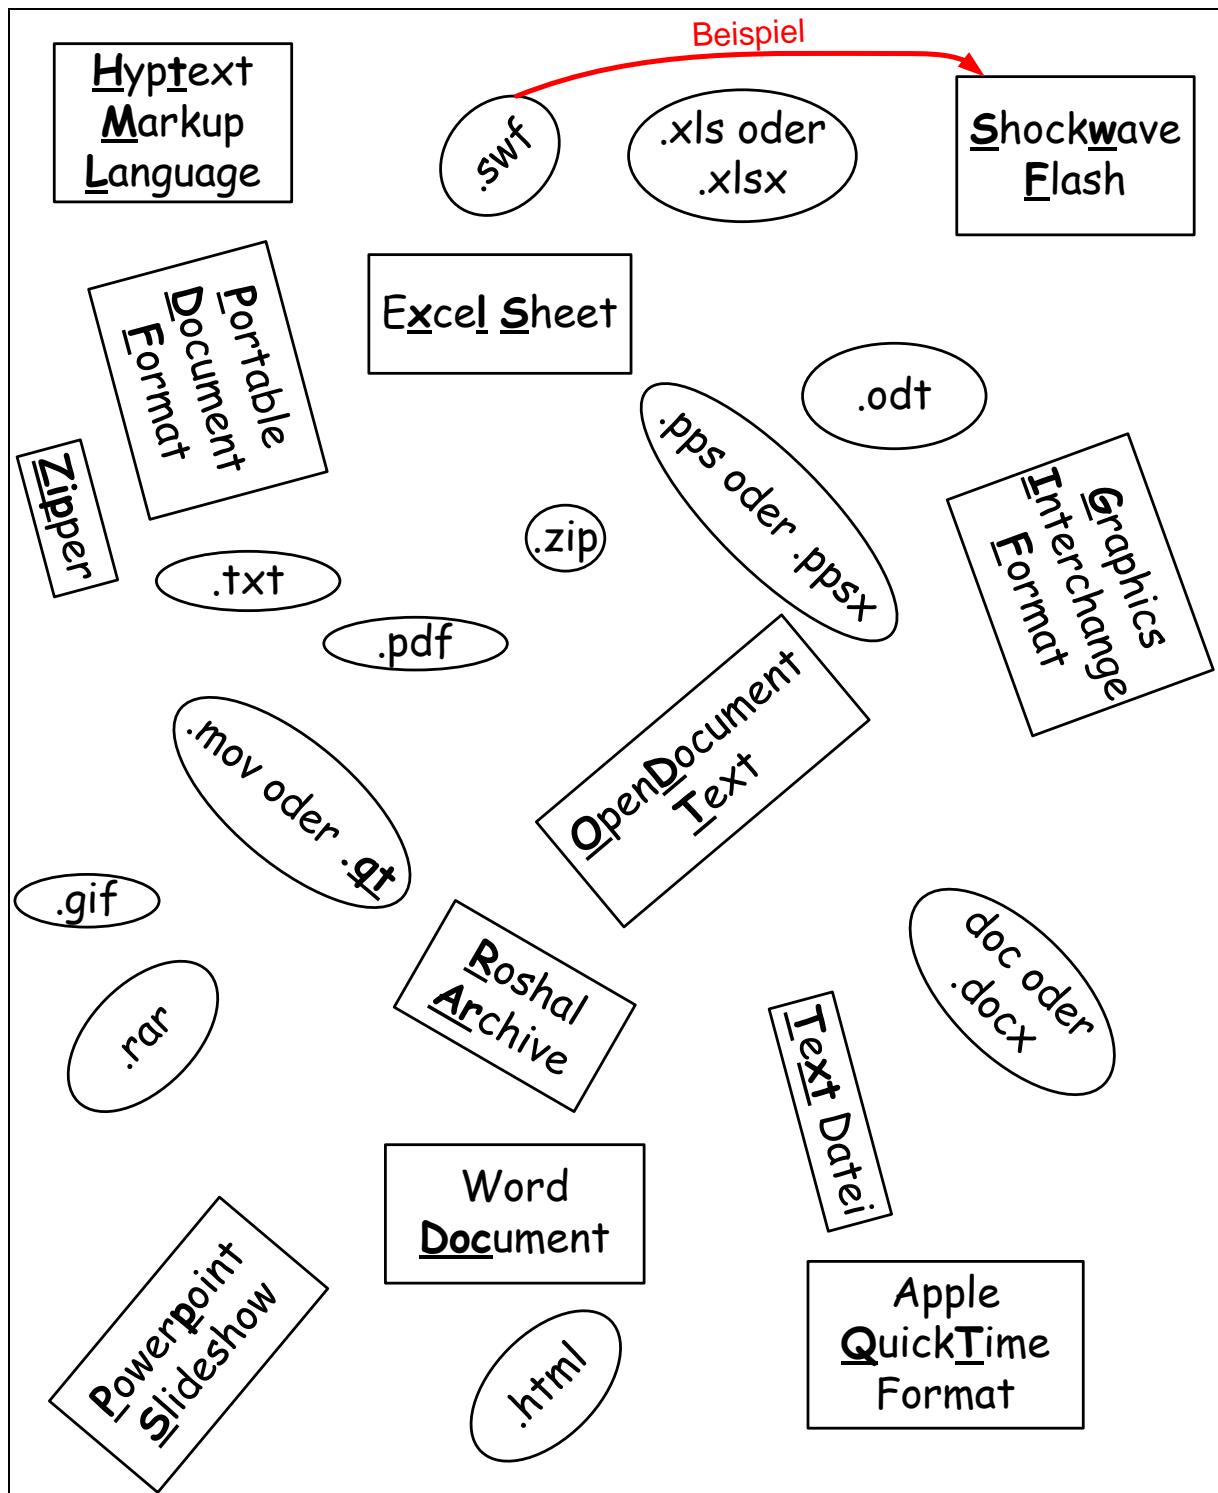 Beispiel
Hyptext
Markup
Language
.swf
.xls oder
.xlsx
Shockwave
Flash
Portable
Document
Format
Excel Sheet
.odt
.pps oder .ppsx
Zipper
.zip
Graphics
Interchange
Format
.txt
.pdf
OpenDocument
Text
.mov oder .qt
.gif
Roshal
Archive
doc oder
.docx
.rar
Text Datei
Word
Document
Powerpoint
Slideshow
.html
Apple
QuickTime
Format